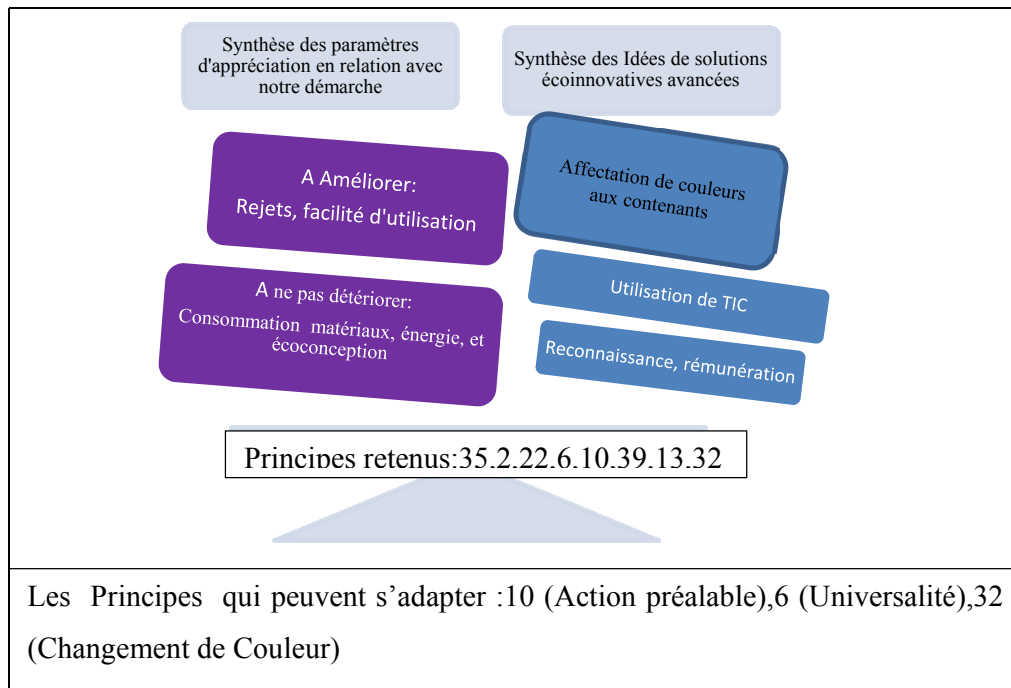 Synthèse des paramètres
d'appréciation en relation avec
notre démarche
Synthèse des Idées de solutions
écoinnovatives avancées
A Améliorer:
Rejets, facilité d'utilisation
A ne pas détériorer:
Consommation matériaux, énergie, et
écoconception
Affectation de couleurs
aux contenants
Utilisation de TIC
Reconnaissance, rémunération
Principes retenus:35,2,22,6,10,39,13,32
Les Principes qui peuvent s’adapter :10 (Action préalable),6 (Universalité),32
(Changement de Couleur)